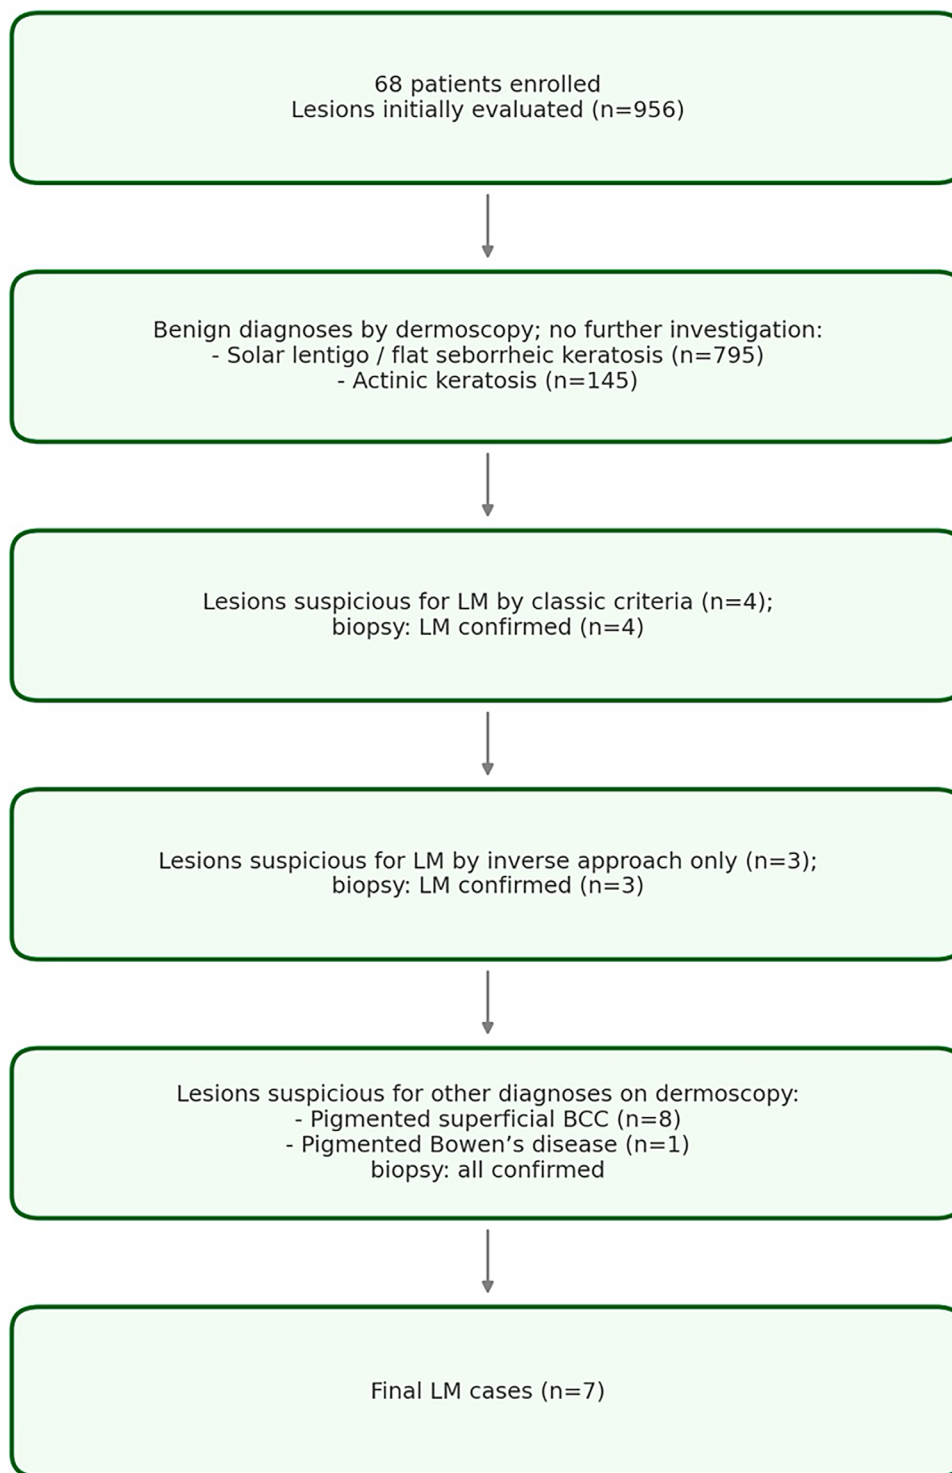 68 patients enrolled
Lesions initially evaluated (n=956)
Benign diagnoses by dermoscopy; no further investigation:
- Solar lentigo / flat seborrheic keratosis (n=795)
- Actinic keratosis (n=145)
Lesions suspicious for LM by classic criteria (n=4);
biopsy: LM confirmed (n=4)
Lesions suspicious for LM by inverse approach only (n=3);
biopsy: LM confirmed (n=3)
Lesions suspicious for other diagnoses on dermoscopy:
- Pigmented superficial BCC (n=8)
- Pigmented Bowen’s disease (n=1)
biopsy: all confirmed
Final LM cases (n=7)